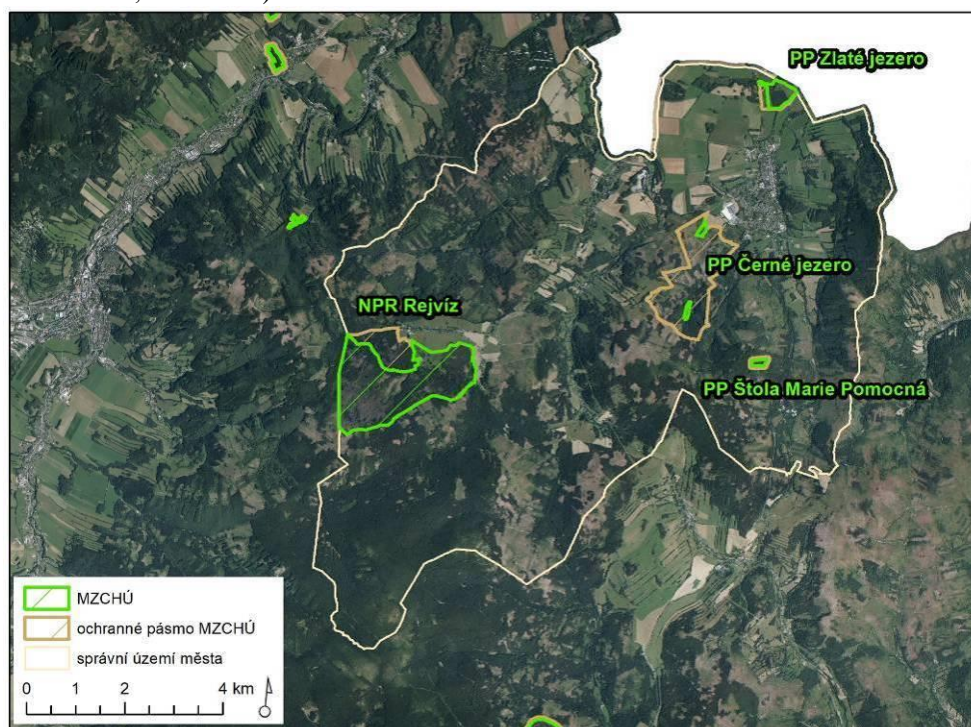 PP Zlaté jezero
PP Černé jezero
NPR Rejvíz
PP Štola Marie Pomocná
MZCHÚ
ochranné pásmo MZCHÚ
správní území města
0 1 2 4 km